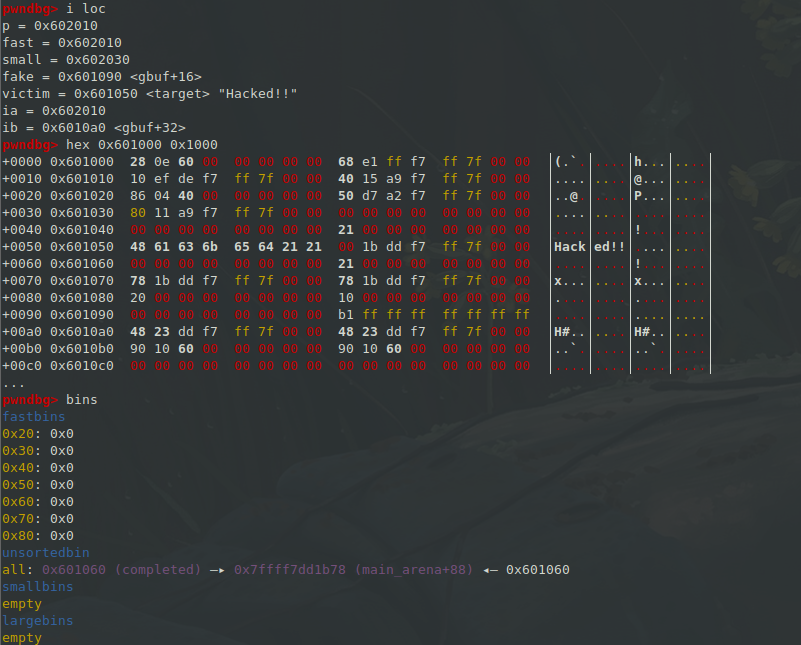 pwndbg> i loc
p = 0x602010
fast = 0x602010
small = 0x602030
fake = 0x601090 <gbuf+16>
victim = 0x601050 <target> "Hacked!!"
ia = 0x602010
ib = 0x6010a0 <gbuf+32>
pwndbg> hex 0x601000 0x1000
+0000 0x601000 28 0e 60 00 00 00 00 00 68 e1 ff f7 ff 7f 00 00 (.`. .... h... ....
+0010 0x601010 10 ef de f7 ff 7f 00 00 40 15 a9 f7 ff 7f 00 00 .... .... @... ....
+0020 0x601020 86 04 40 00 00 00 00 00 50 d7 a2 f7 ff 7f 00 00 ..@. .... P... ....
+0030 0x601030 80 11 a9 f7 ff 7f 00 00 00 00 00 00 00 00 00 00 .... .... .... ....
+0040 0x601040 00 00 00 00 00 00 00 00 21 00 00 00 00 00 00 00 .... .... !... ....
+0050 0x601050 48 61 63 6b 65 64 21 21 00 1b dd f7 ff 7f 00 00 Hack ed!! .... ....
+0060 0x601060 00 00 00 00 00 00 00 00 21 00 00 00 00 00 00 00 .... .... !... ....
+0070 0x601070 78 1b dd f7 ff 7f 00 00 78 1b dd f7 ff 7f 00 00 x... .... x... ....
+0080 0x601080 20 00 00 00 00 00 00 00 10 00 00 00 00 00 00 00 .... .... .... ....
+0090 0x601090 00 00 00 00 00 00 00 00 b1 ff ff ff ff ff ff ff .... .... .... ....
+00a0 0x6010a0 48 23 dd f7 ff 7f 00 00 48 23 dd f7 ff 7f 00 00 H#.. .... H#.. ....
+00b0 0x6010b0 90 10 60 00 00 00 00 00 90 10 60 00 00 00 00 00 ..`. .... ..`. ....
+00c0 0x6010c0 00 00 00 00 00 00 00 00 00 00 00 00 00 00 00 00 .... .... .... ....
...
pwndbg> bins
fastbins
0x20: 0x0
0x30: 0x0
0x40: 0x0
0x50: 0x0
0x60: 0x0
0x70: 0x0
0x80: 0x0
unsortedbin
all: 0x601060 (completed) —▸ 0x7ffff7dd1b78 (main_arena+88) ◂— 0x601060
smallbins
empty
largebins
empty